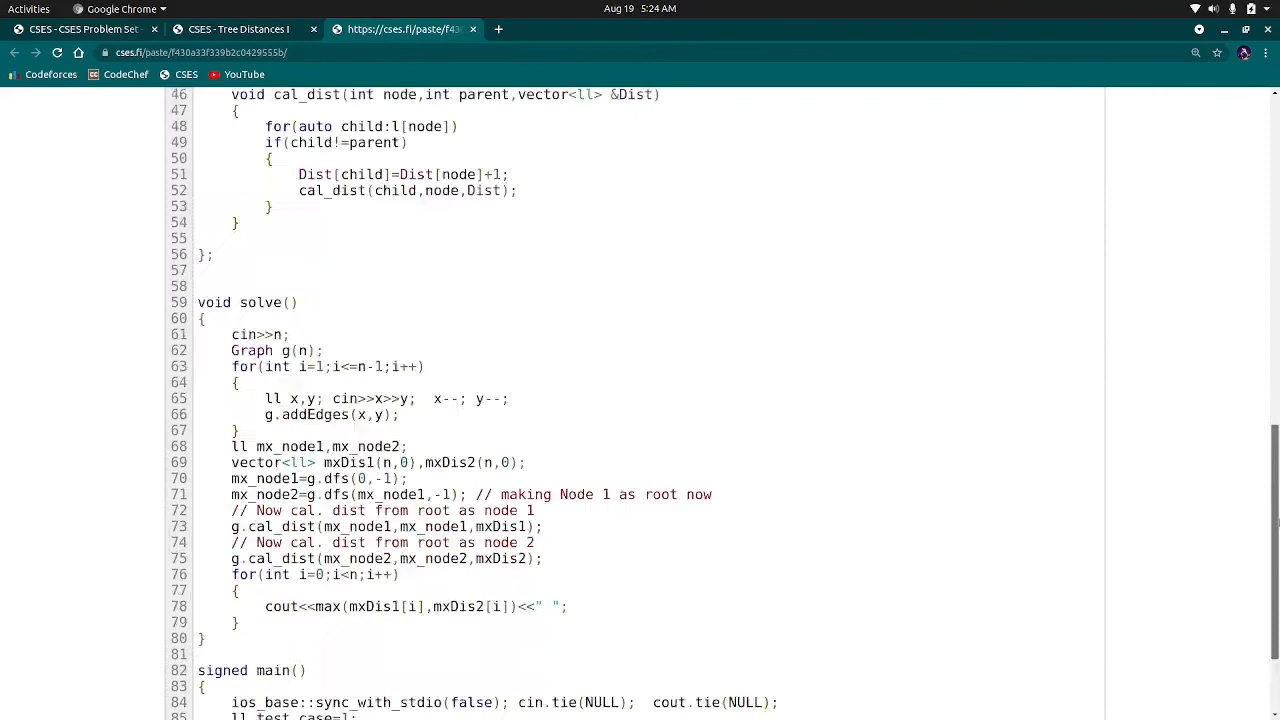 Activities Google Chrome Aug 19 5:24 AM
CSES - CSES Problem Set - CSES - Tree Distances I https://cses.fi/paste/f430
cses.fi/paste/f430a33f339b2c0429555b/
Codeforces CodeChef CSES YouTube
46 void cal_dist(int node,int parent,vector<ll> &Dist)
47 {
48 for(auto child:l[node])
49 if(child!=parent)
50 {
51 Dist[child]=Dist[node]+1;
52 cal_dist(child,node,Dist);
53 }
54 }
55
56 };
57
58
59 void solve()
60 {
61 cin>>n;
62 Graph g(n);
63 for(int i=1;i<=n-1;i++)
64 {
65 ll x,y; cin>>x>>y; x--; y--;
66 g.addEdges(x,y);
67 }
68 ll mx_node1,mx_node2;
69 vector<ll> mxDis1(n,0),mxDis2(n,0);
70 mx_node1=g.dfs(0,-1);
71 mx_node2=g.dfs(mx_node1,-1); // making Node 1 as root now
72 // Now cal. dist from root as node 1
73 g.cal_dist(mx_node1,mx_node1,mxDis1);
74 // Now cal. dist from root as node 2
75 g.cal_dist(mx_node2,mx_node2,mxDis2);
76 for(int i=0;i<n;i++)
77 {
78 cout<<max(mxDis1[i],mxDis2[i])<<" ";
79 }
80 }
81
82 signed main()
83 {
84 ios_base::sync_with_stdio(false); cin.tie(NULL); cout.tie(NULL);
85 ll test_case=1;